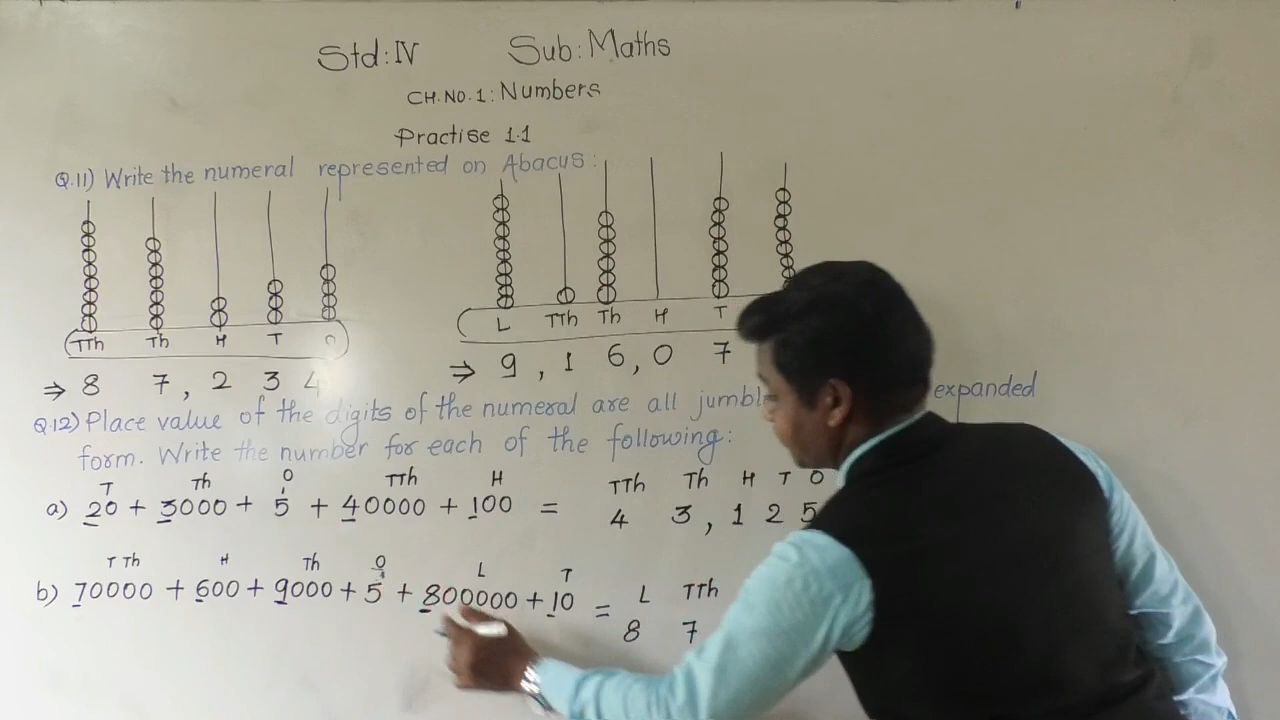 Std: IV Sub: Maths
CH. NO. 1: Numbers
Practise 1.1
Q.11) Write the numeral represented on Abacus:
TTh Th H T O L TTh Th H T
⇒ 8 7, 2 3 4 ⇒ 9, 1 6, 0 7
Q.12) Place value of the digits of the numeral are all expanded
form. Write the number for each of the following:
T Th O TTh H TTh Th H T O
a) 20 + 3000 + 5 + 40000 + 100 = 4 3, 1 2 5
T Th H Th O L T L TTh
b) 70000 + 600 + 9000 + 5 + 800000 + 10 = 8 7